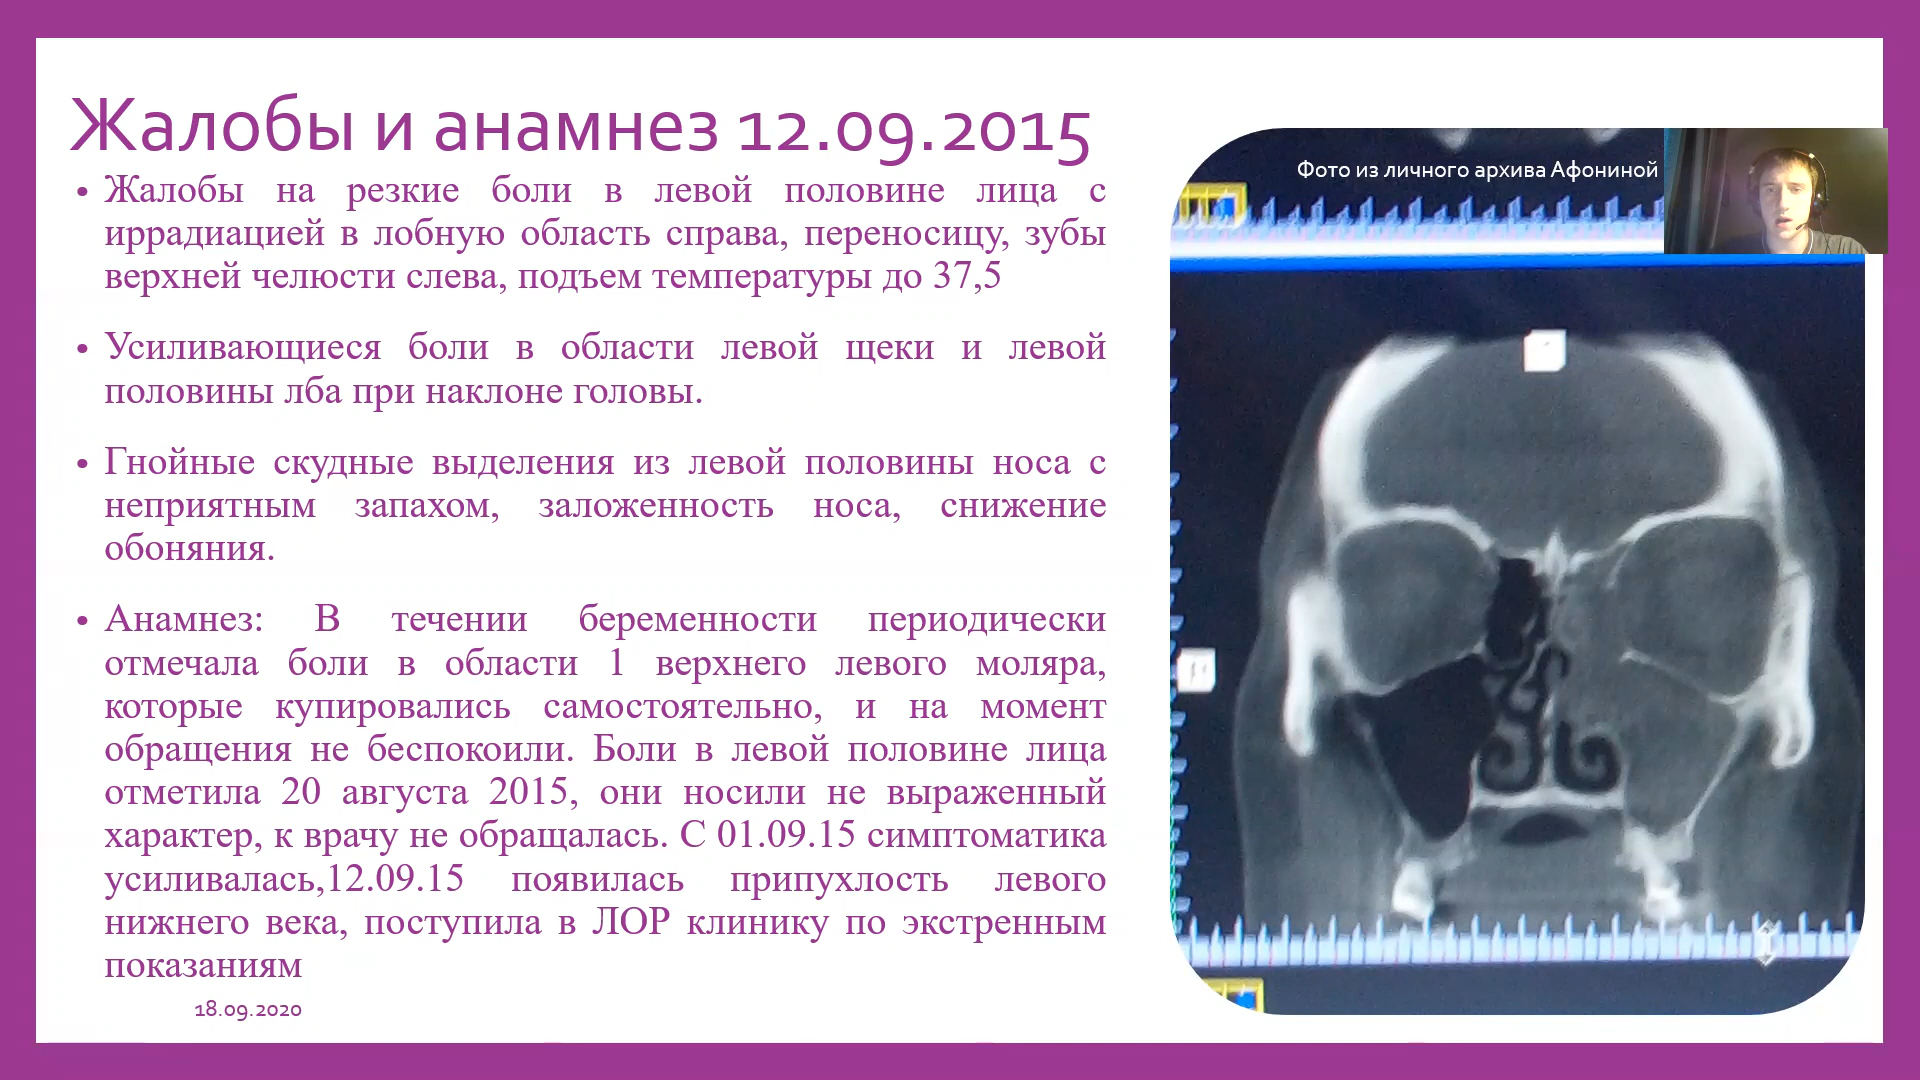 Жалобы и анамнез 12.09.2015
• Жалобы на резкие боли в левой половине лица с
иррадиацией в лобную область справа, переносицу, зубы
верхней челюсти слева, подъем температуры до 37,5
• Усиливающиеся боли в области левой щеки и левой
половины лба при наклоне головы.
• Гнойные скудные выделения из левой половины носа с
неприятным запахом, заложенность носа, снижение
обоняния.
• Анамнез: В течении беременности периодически
отмечала боли в области 1 верхнего левого моляра,
которые купировались самостоятельно, и на момент
обращения не беспокоили. Боли в левой половине лица
отметила 20 августа 2015, они носили не выраженный
характер, к врачу не обращалась. С 01.09.15 симптоматика
усиливалась,12.09.15 появилась припухлость левого
нижнего века, поступила в ЛОР клинику по экстренным
показаниям
18.09.2020
Фото из личного архива Афониной